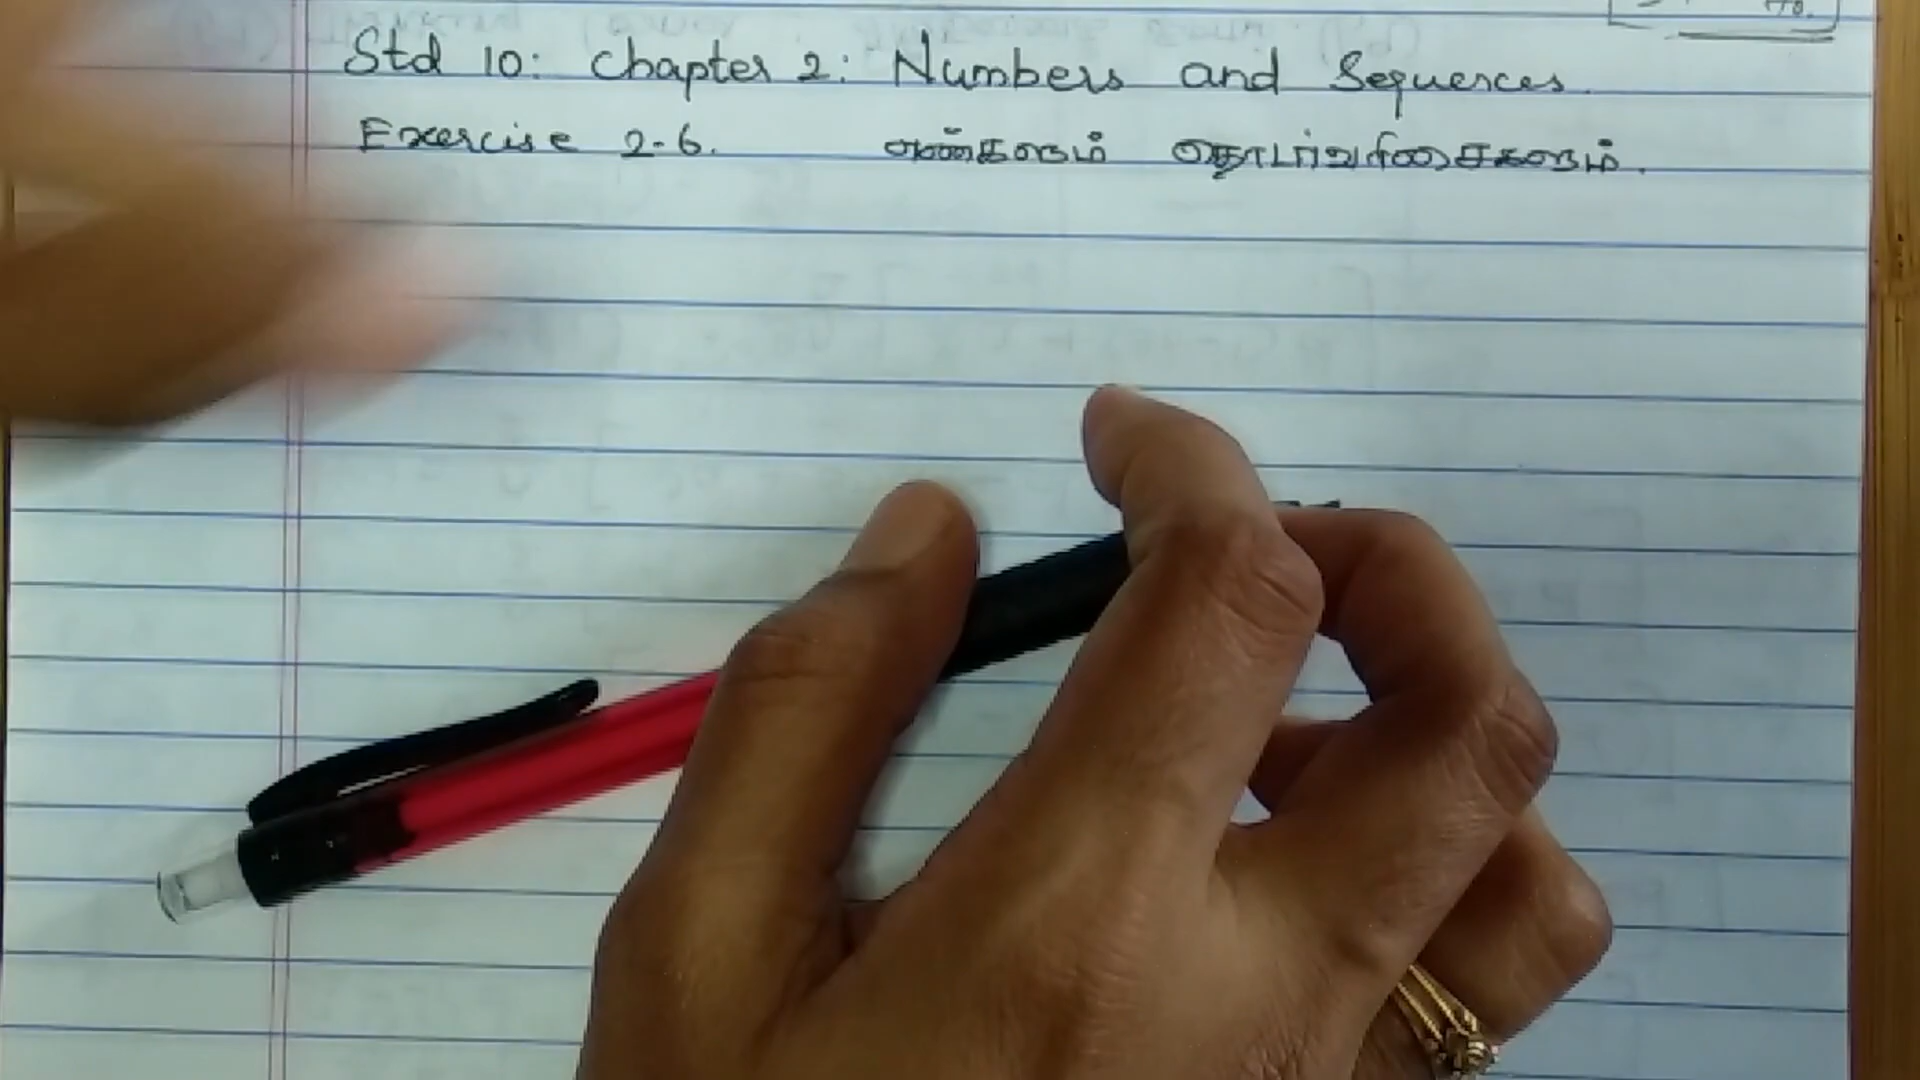 Std 10: Chapter 2: Numbers and Sequences.
Exercise 2.6. எண்களும் தொடர்வரிசைகளும்.